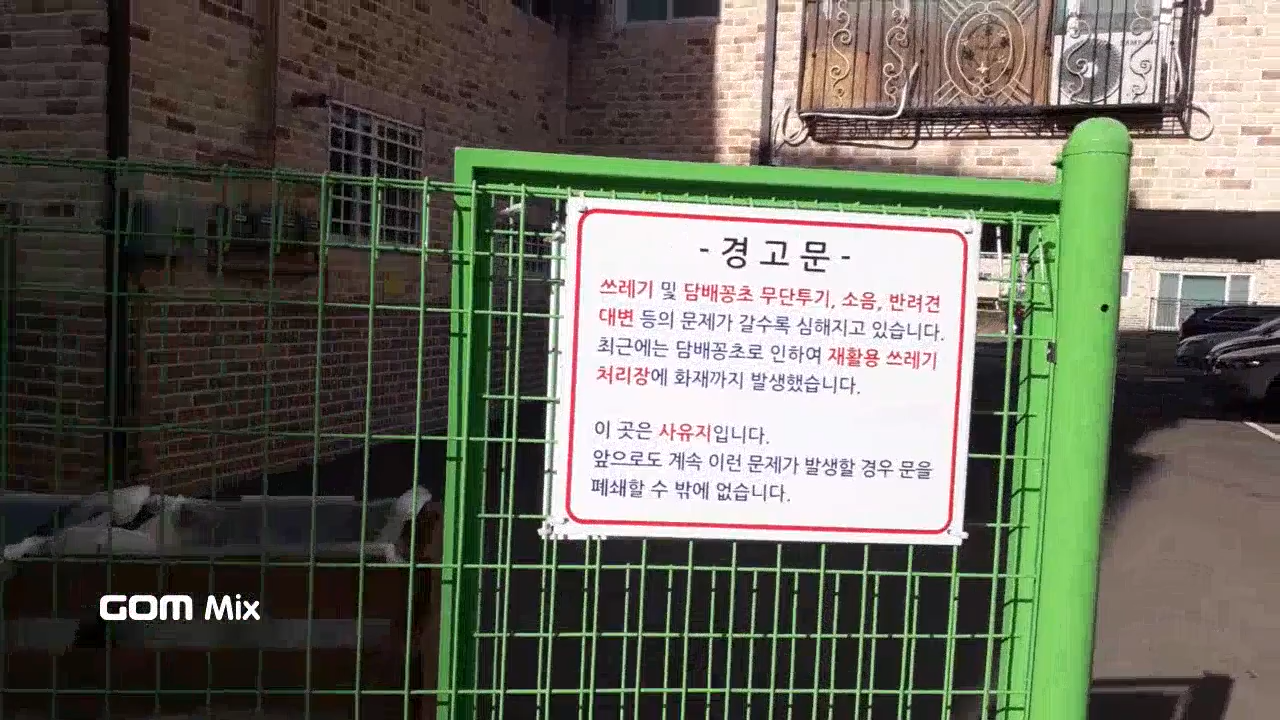 - 경 고 문 -
쓰레기 및 담배꽁초 무단투기, 소음, 반려견
대변 등의 문제가 갈수록 심해지고 있습니다.
최근에는 담배꽁초로 인하여 재활용 쓰레기
처리장에 화재까지 발생했습니다.
이 곳은 사유지입니다.
앞으로도 계속 이런 문제가 발생할 경우 문을
폐쇄할 수 밖에 없습니다.
GOM Mix